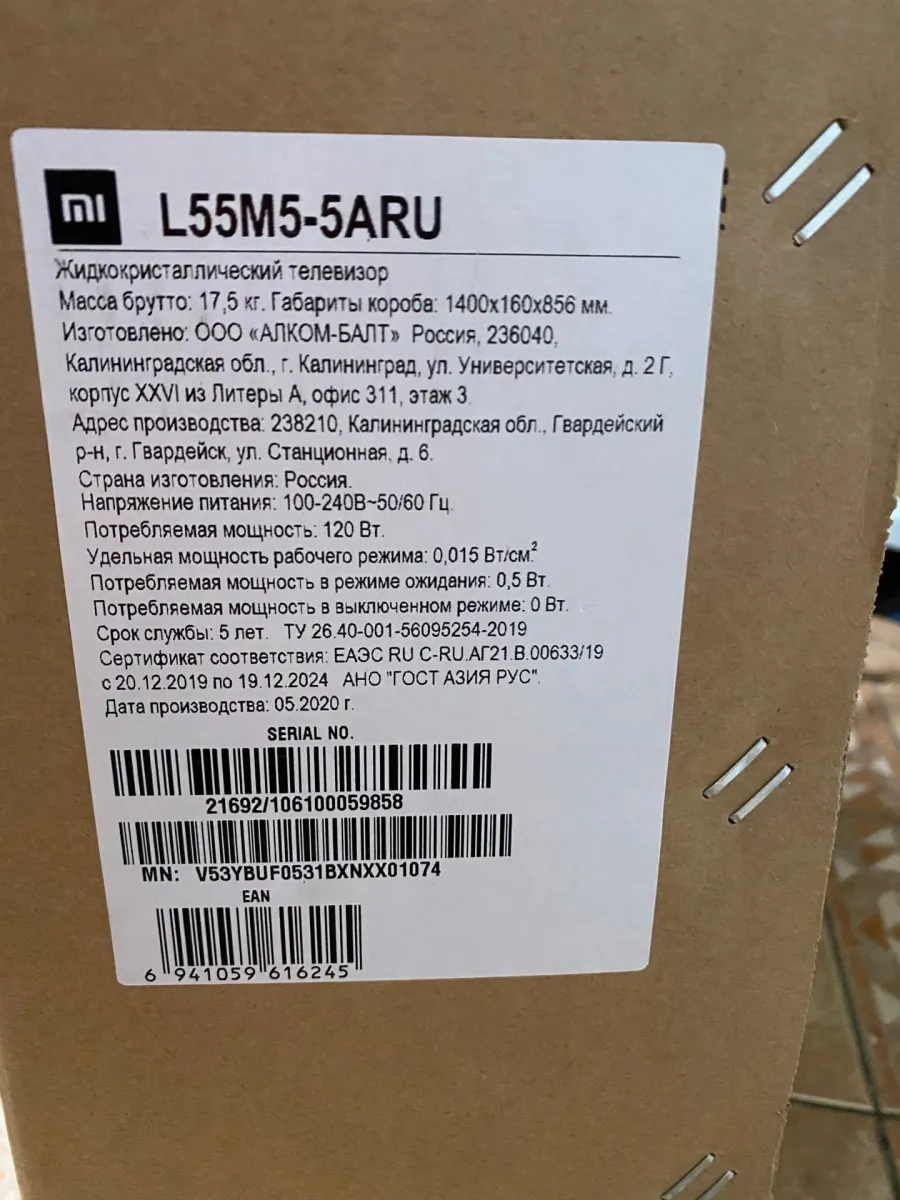 mi L55M5-5ARU
Жидкокристаллический телевизор
Масса брутто: 17,5 кг. Габариты короба: 1400x160x856 мм.
Изготовлено: ООО «АЛКОМ-БАЛТ» Россия, 236040,
Калининградская обл., г. Калининград, ул. Университетская, д. 2 Г,
корпус XXVI из Литеры А, офис 311, этаж 3.
Адрес производства: 238210, Калининградская обл., Гвардейский
р-н, г. Гвардейск, ул. Станционная, д. 6.
Страна изготовления: Россия.
Напряжение питания: 100-240В~50/60 Гц.
Потребляемая мощность: 120 Вт.
Удельная мощность рабочего режима: 0,015 Вт/см²
Потребляемая мощность в режиме ожидания: 0,5 Вт.
Потребляемая мощность в выключенном режиме: 0 Вт.
Срок службы: 5 лет. ТУ 26.40-001-56095254-2019
Сертификат соответствия: ЕАЭС RU С-RU.АГ21.В.00633/19
с 20.12.2019 по 19.12.2024 АНО "ГОСТ АЗИЯ РУС".
Дата производства: 05.2020 г.
SERIAL NO.
21692/106100059858
MN: V53YBUF0531BXNXX01074
EAN
6 941059 616245